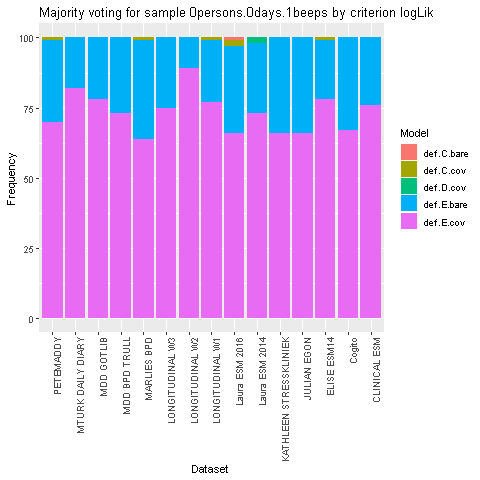 Majority voting for sample 0persons.0days.1beeps by criterion logLik
100
75
50
25
0
Frequency
PETEMADDY
MTURK DAILY DIARY
MDD GOTLIB
MDD BPD TRULL
MARLIES BPD
LONGITUDINAL W3
LONGITUDINAL W2
LONGITUDINAL W1
Laura ESM 2016
Laura ESM 2014
KATHLEEN STRESSKLINIEK
JULIAN EGON
ELISE ESM14
Cogito
CLINICAL ESM
Dataset
Model
def.C.bare
def.C.cov
def.D.cov
def.E.bare
def.E.cov